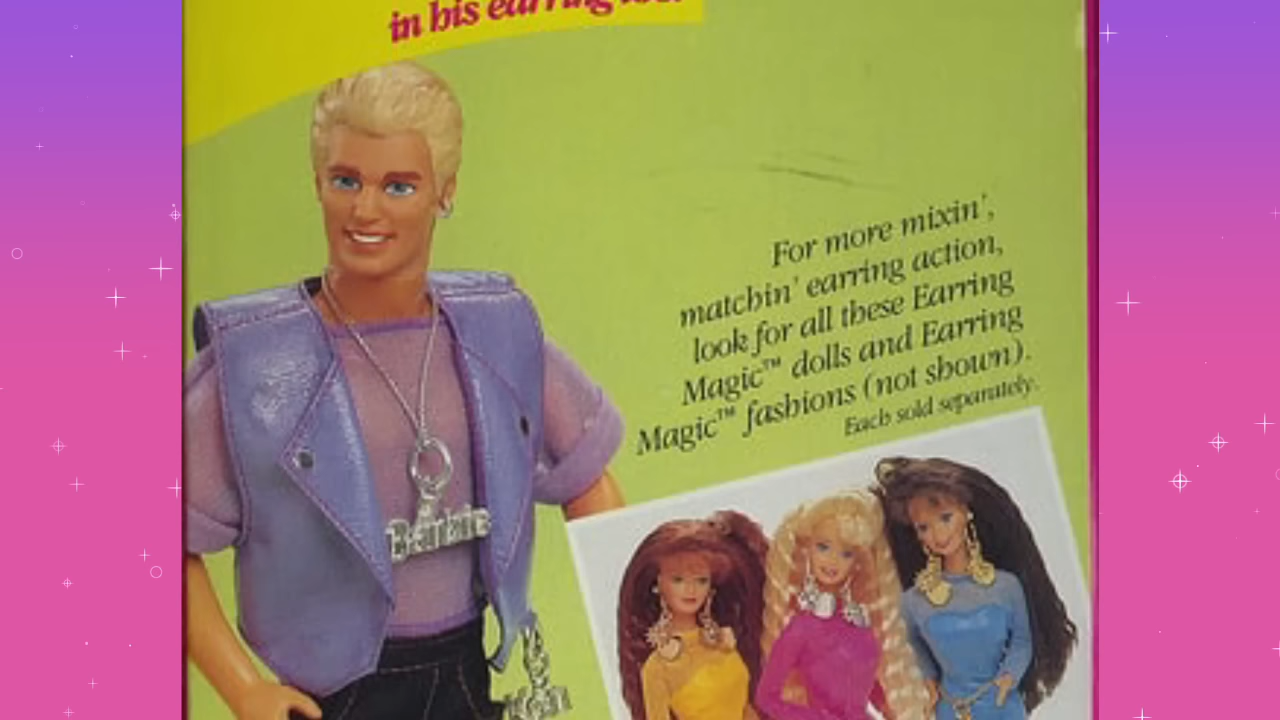 in his earring too!
For more mixin',
matchin' earring action,
look for all these Earring
Magic™ dolls and Earring
Magic™ fashions (not shown).
Each sold separately.
Barbie